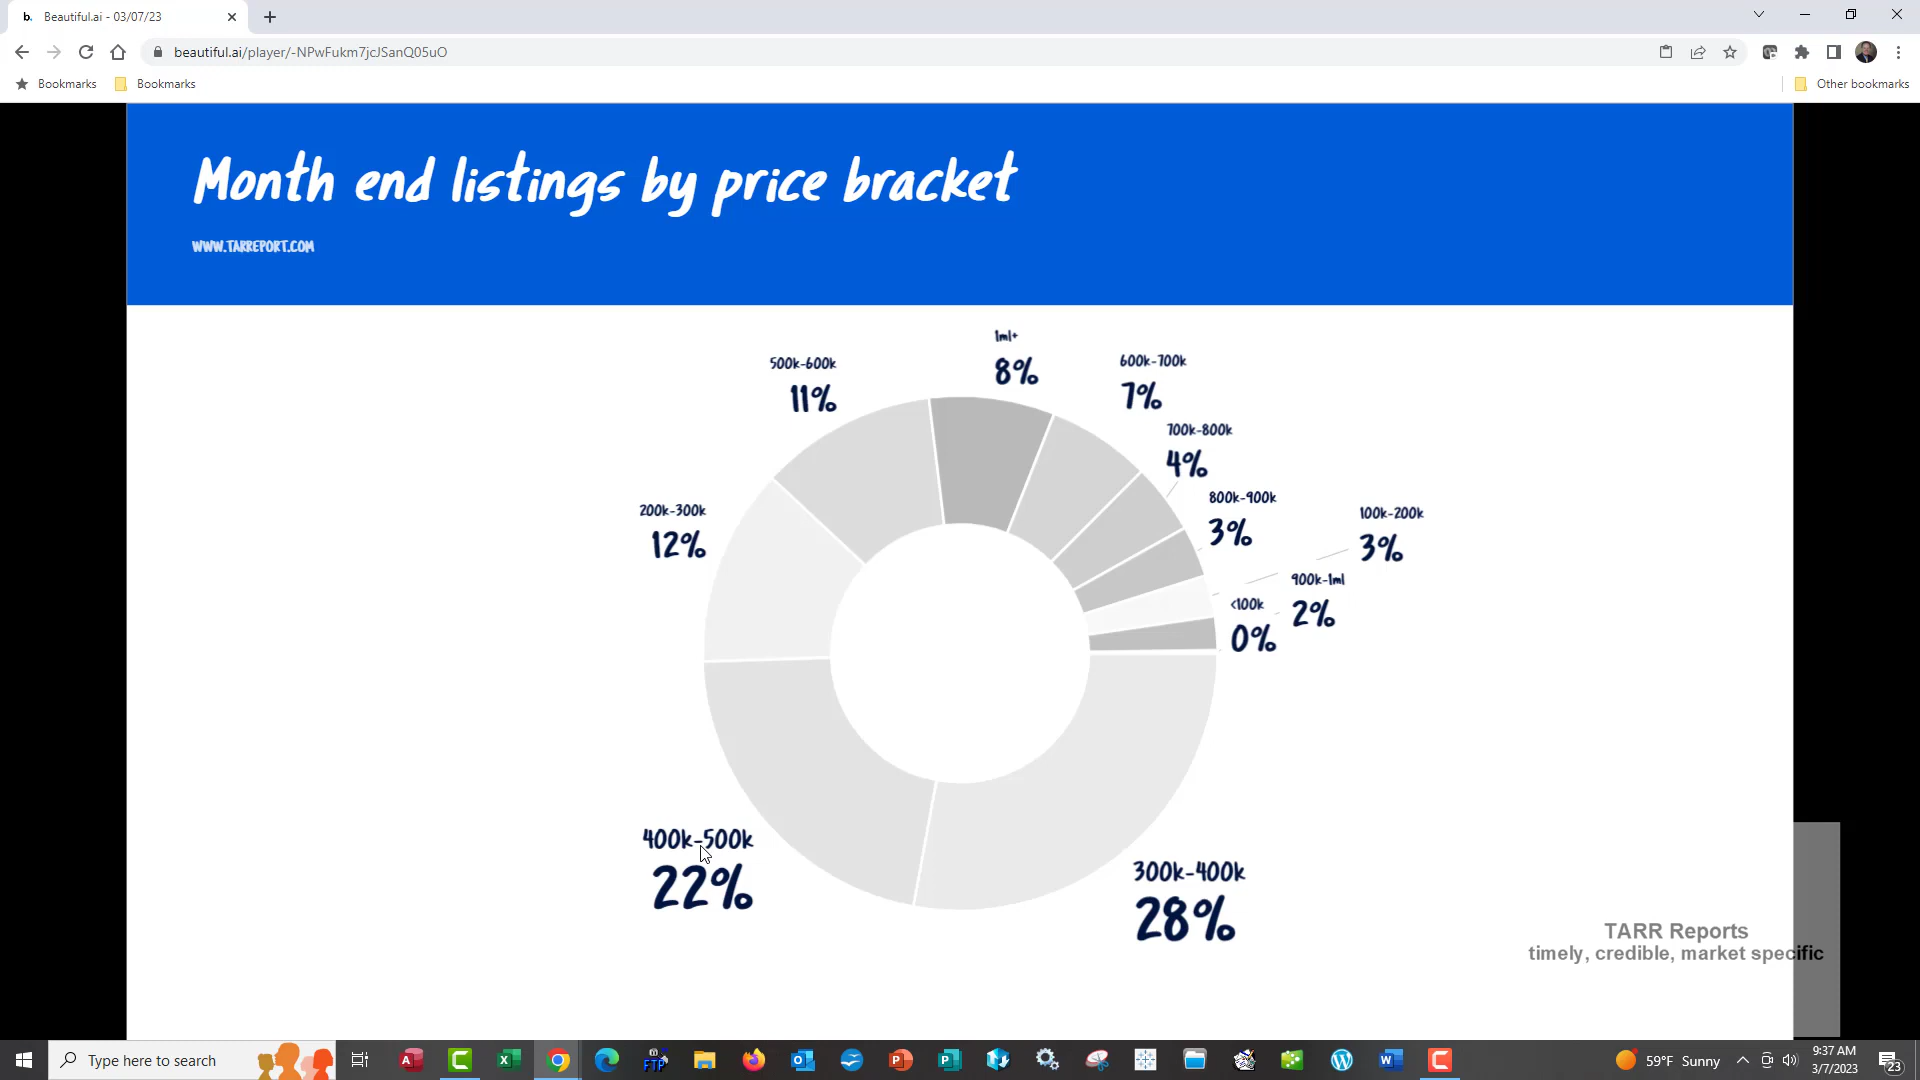 Beautiful.ai - 03/07/23
beautiful.ai/player/-NPwFukm7jcJSanQ05uO
Bookmarks
Bookmarks
Other bookmarks
Month end listings by price bracket
WWW.TARREPORT.COM
1ml+
8%
500k-600k
11%
600k-700k
7%
700k-800k
4%
800k-900k
3%
200k-300k
12%
100k-200k
3%
900k-1ml
2%
<100k
0%
400k-500k
22%
300k-400k
28%
TARR Reports
timely, credible, market specific
Type here to search
FTP
59°F Sunny
9:37 AM
3/7/2023
23